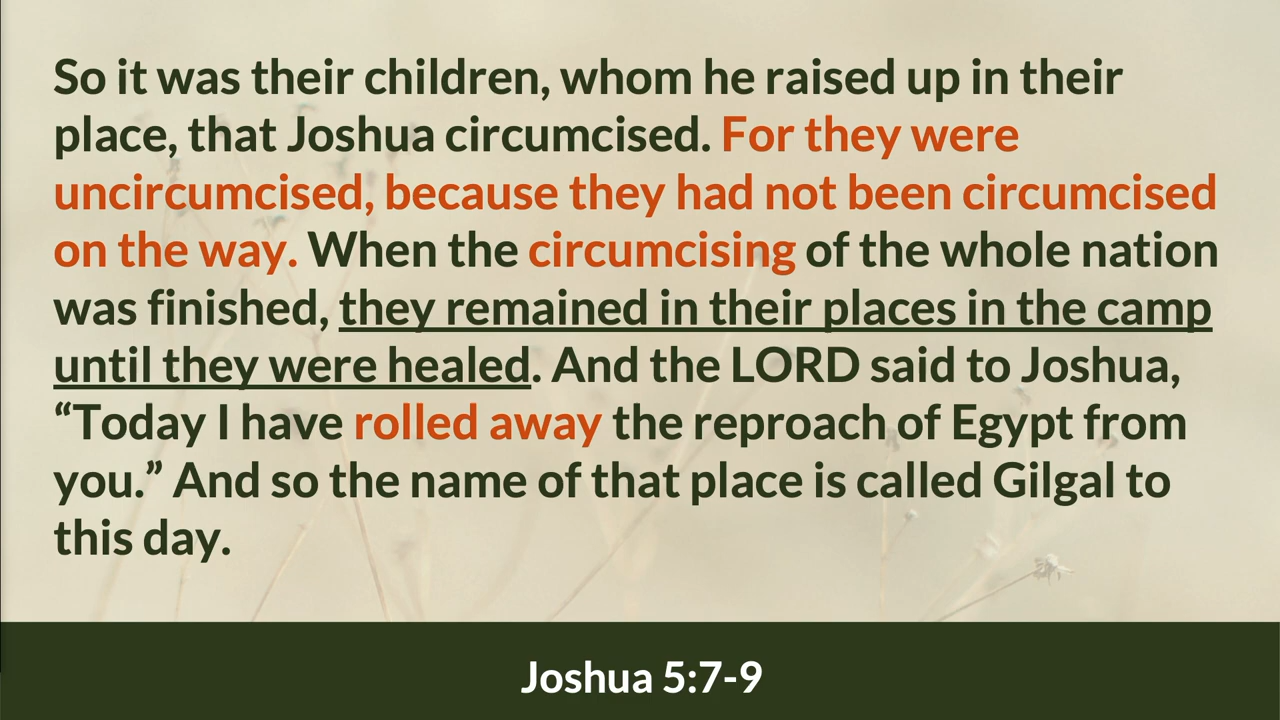 So it was their children, whom he raised up in their
place, that Joshua circumcised. For they were
uncircumcised, because they had not been circumcised
on the way. When the circumcising of the whole nation
was finished, they remained in their places in the camp
until they were healed. And the LORD said to Joshua,
“Today I have rolled away the reproach of Egypt from
you.” And so the name of that place is called Gilgal to
this day.
Joshua 5:7-9